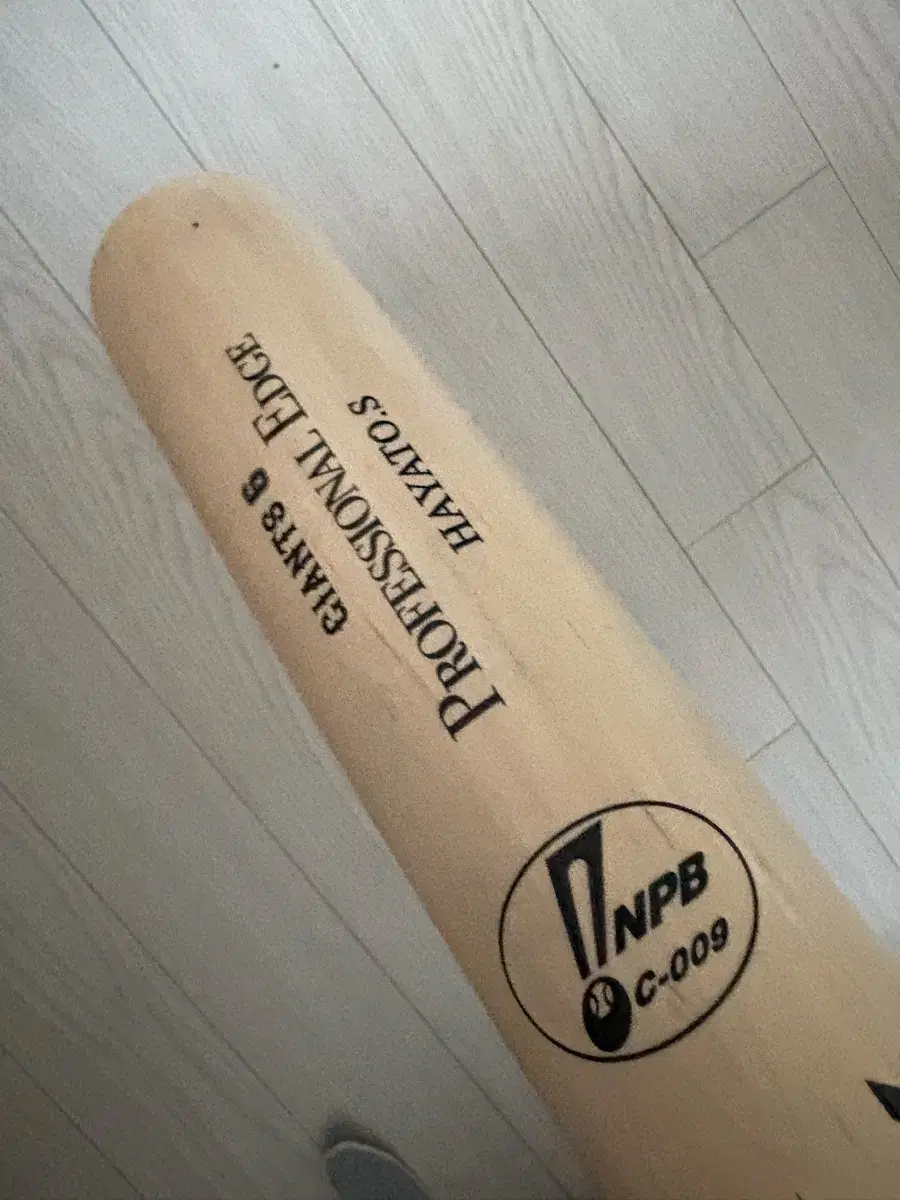 GIANTS 6
PROFESSIONAL EDGE
HAYATO.S
NPB
C-009